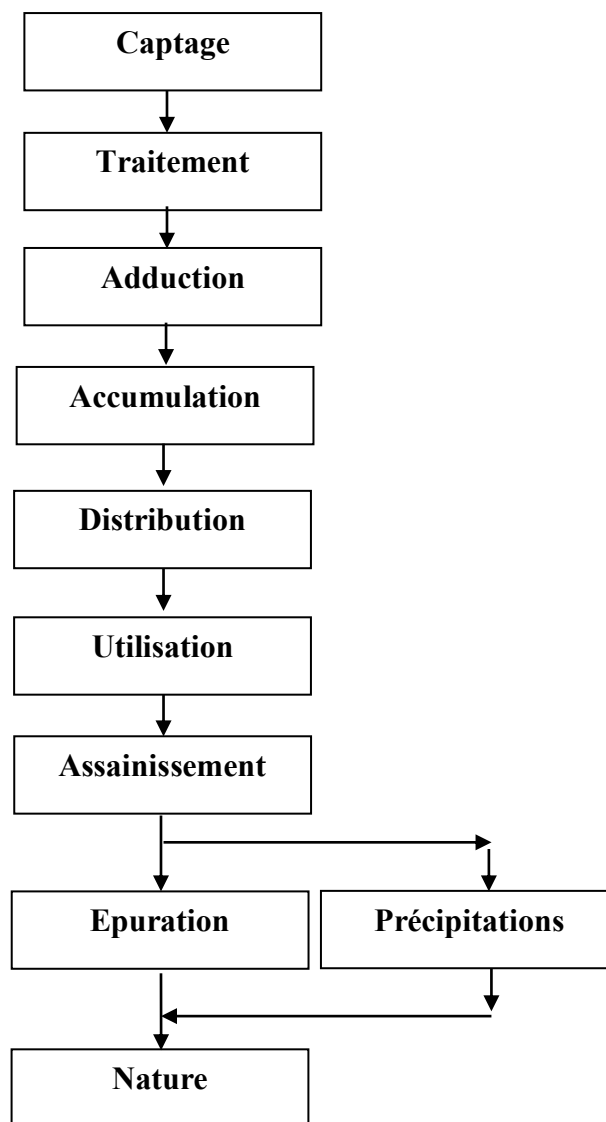 Captage
Traitement
Adduction
Accumulation
Distribution
Utilisation
Assainissement
Epuration
Précipitations
Nature